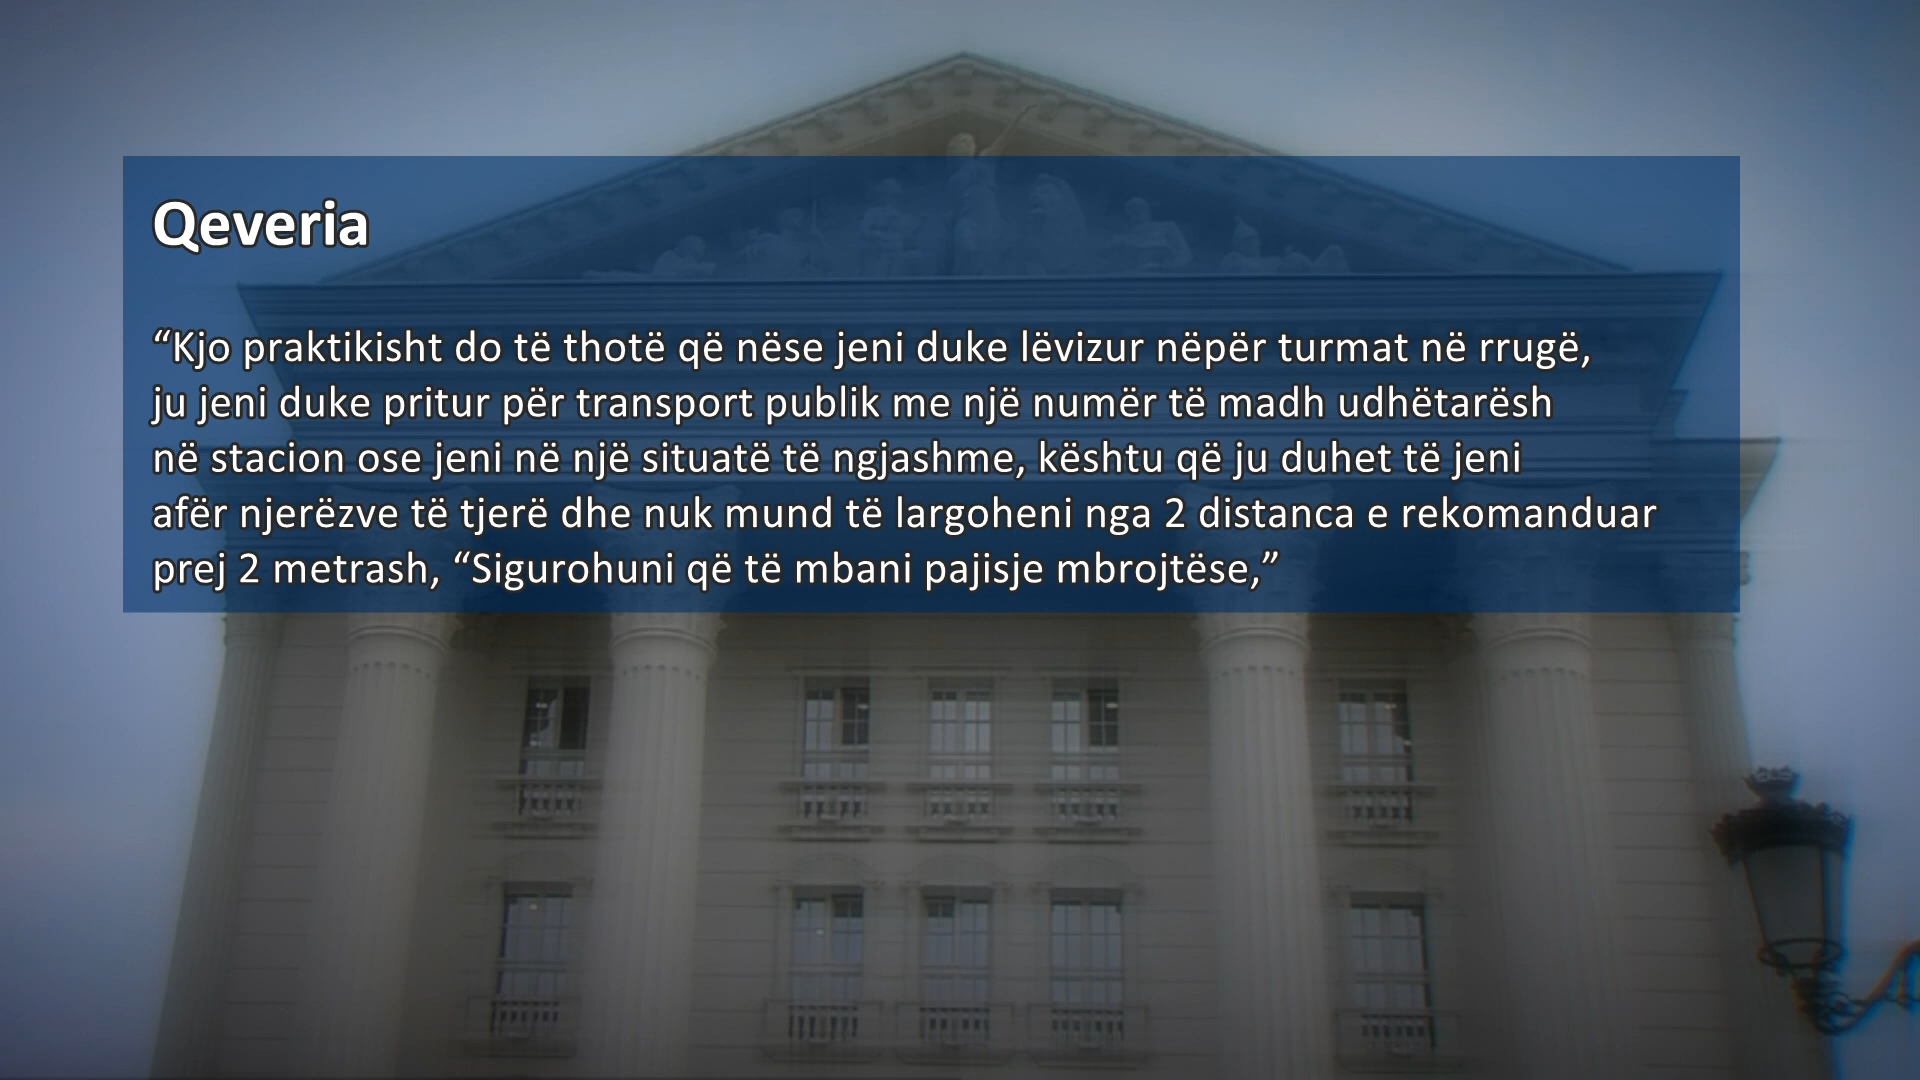 Qeveria
“Kjo praktikisht do të thotë që nëse jeni duke lëvizur nëpër turmat në rrugë,
ju jeni duke pritur për transport publik me një numër të madh udhëtarësh
në stacion ose jeni në një situatë të ngjashme, kështu që ju duhet të jeni
afër njerëzve të tjerë dhe nuk mund të largoheni nga 2 distanca e rekomanduar
prej 2 metrash, “Sigurohuni që të mbani pajisje mbrojtëse,”